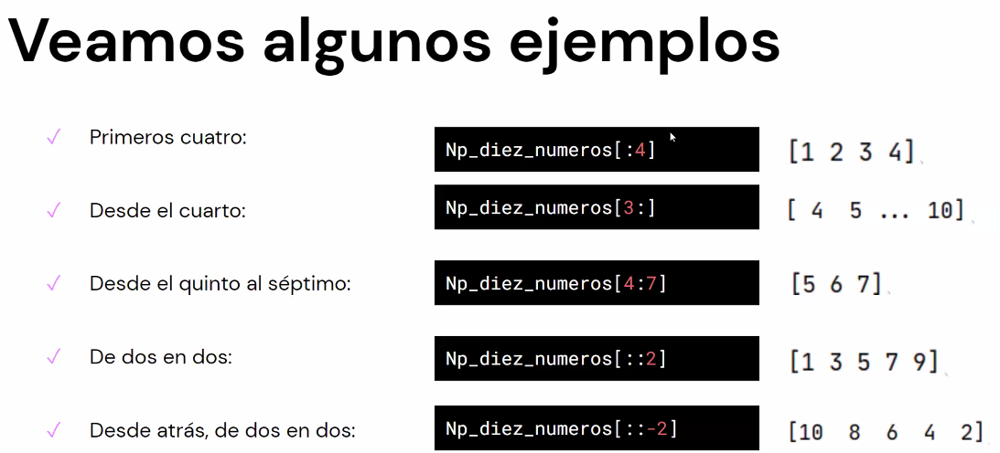 Veamos algunos ejemplos
✓ Primeros cuatro: Np_diez_numeros[:4] [1 2 3 4]
✓ Desde el cuarto: Np_diez_numeros[3:] [ 4 5 ... 10]
✓ Desde el quinto al séptimo: Np_diez_numeros[4:7] [5 6 7]
✓ De dos en dos: Np_diez_numeros[::2] [1 3 5 7 9]
✓ Desde atrás, de dos en dos: Np_diez_numeros[::-2] [10 8 6 4 2]